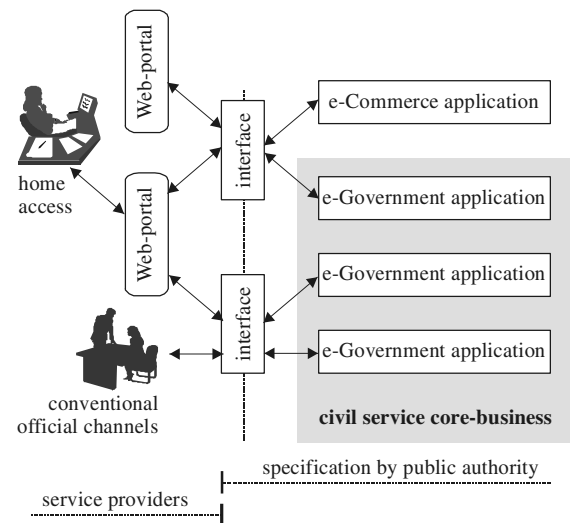 Web-portal
e-Commerce application
interface
home
access
e-Government application
Web-portal
e-Government application
interface
e-Government application
conventional
official channels
civil service core-business
specification by public authority
service providers